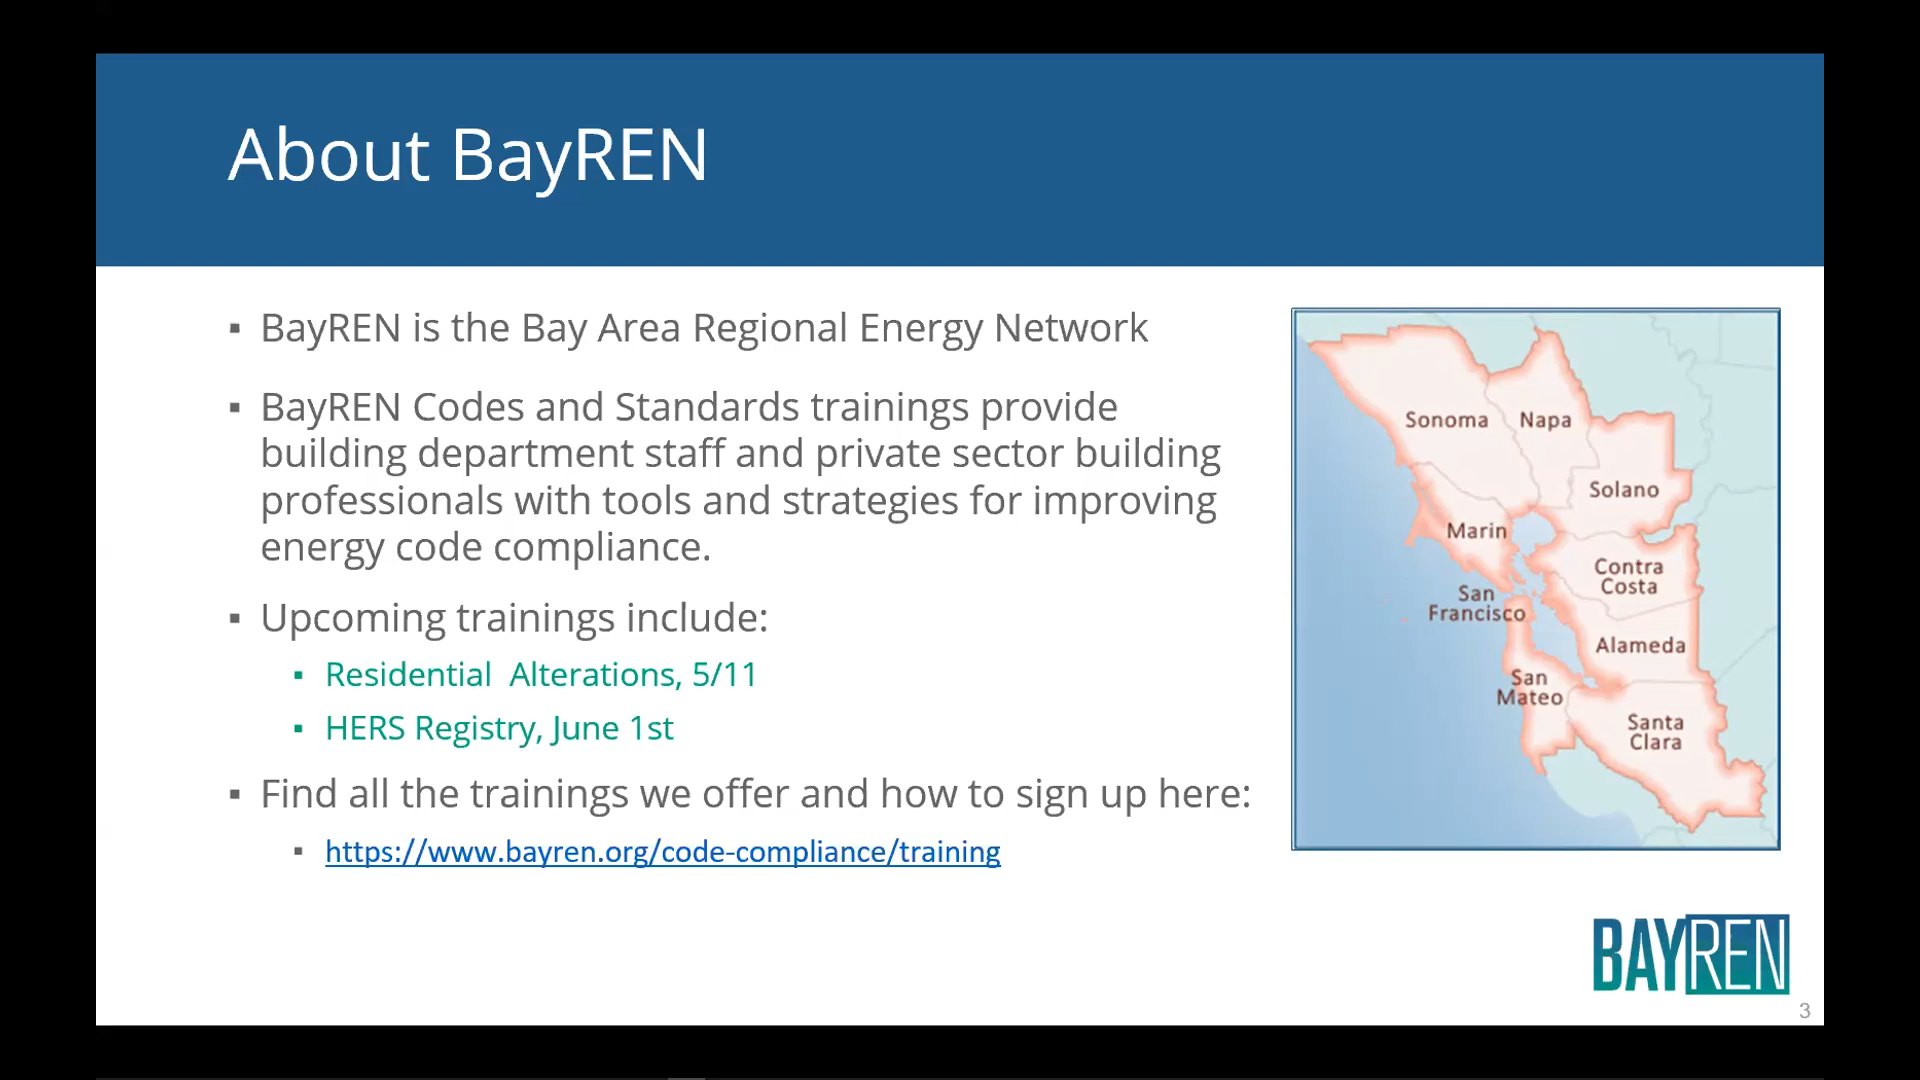 About BayREN
▪ BayREN is the Bay Area Regional Energy Network
▪ BayREN Codes and Standards trainings provide
building department staff and private sector building
professionals with tools and strategies for improving
energy code compliance.
▪ Upcoming trainings include:
▪ Residential  Alterations, 5/11
▪ HERS Registry, June 1st
▪ Find all the trainings we offer and how to sign up here:
▪ https://www.bayren.org/code-compliance/training
Sonoma
Napa
Solano
Marin
Contra
Costa
San
Francisco
Alameda
San
Mateo
Santa
Clara
BAYREN
3